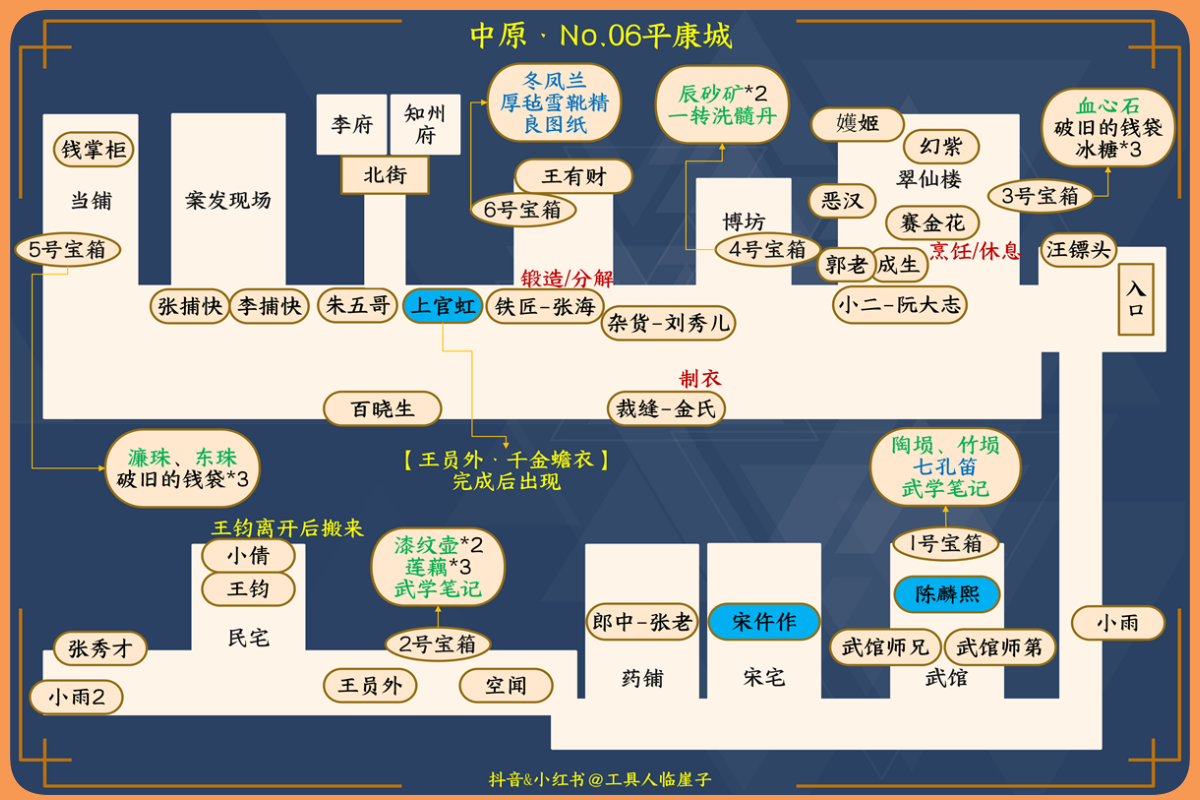 中原·No.06平康城
冬凤兰
厚毡雪靴精
良图纸
辰砂矿*2
一转洗髓丹
血心石
破旧的钱袋
冰糖*3
李府
知州
府
北街
钱掌柜
当铺
5号宝箱
案发现场
王有财
6号宝箱
博坊
4号宝箱
嬳姬
幻紫
翠仙楼
恶汉
赛金花
烹饪/休息
郭老
成生
3号宝箱
汪镖头
入
口
锻造/分解
张捕快
李捕快
朱五哥
上官虹
铁匠-张海
杂货-刘秀儿
小二-阮大志
制衣
百晓生
裁缝-金氏
濂珠、东珠
破旧的钱袋*3
【王员外·千金蟾衣】
完成后出现
陶埙、竹埙
七孔笛
武学笔记
王钧离开后搬来
小倩
王钧
民宅
漆纹壶*2
莲藕*3
武学笔记
2号宝箱
1号宝箱
陈麟熙
武馆师兄
武馆师弟
武馆
郎中-张老
药铺
宋仵作
宋宅
小雨
张秀才
小雨2
王员外
空闻
抖音&小红书@工具人临崖子